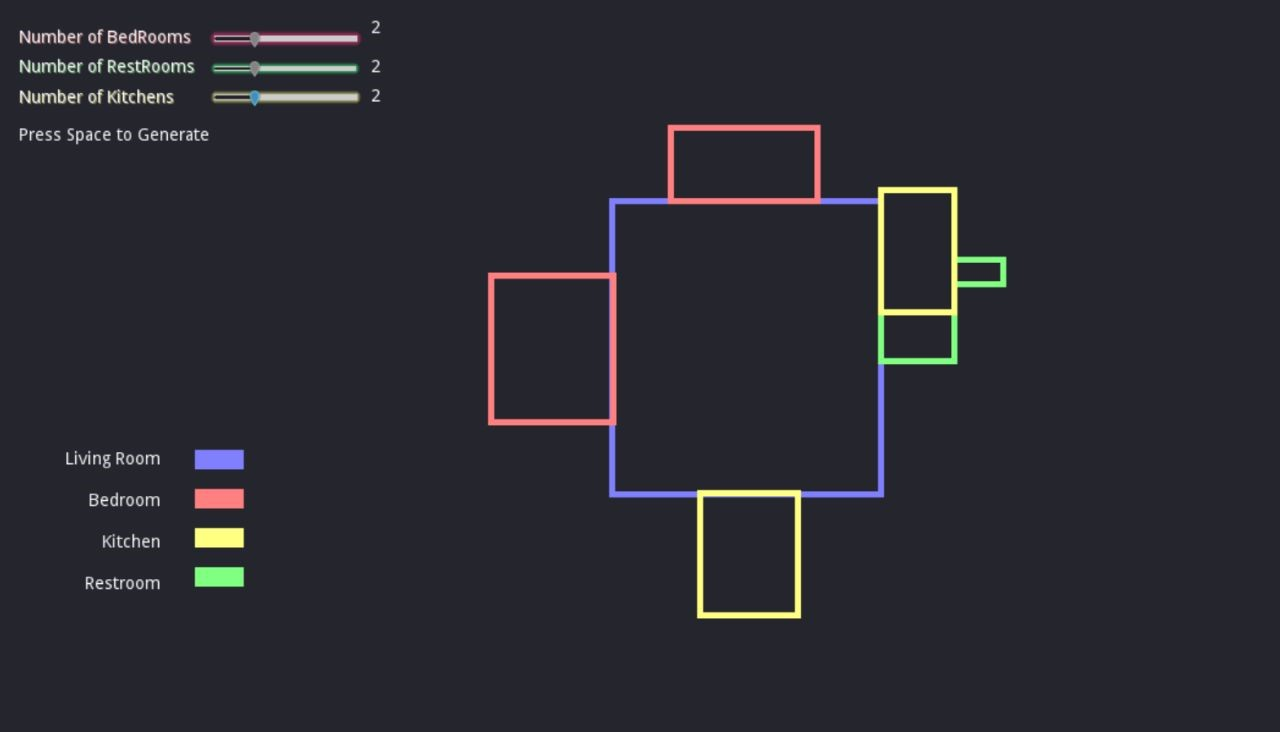 Number of BedRooms 2
Number of RestRooms 2
Number of Kitchens 2
Press Space to Generate
Living Room
Bedroom
Kitchen
Restroom